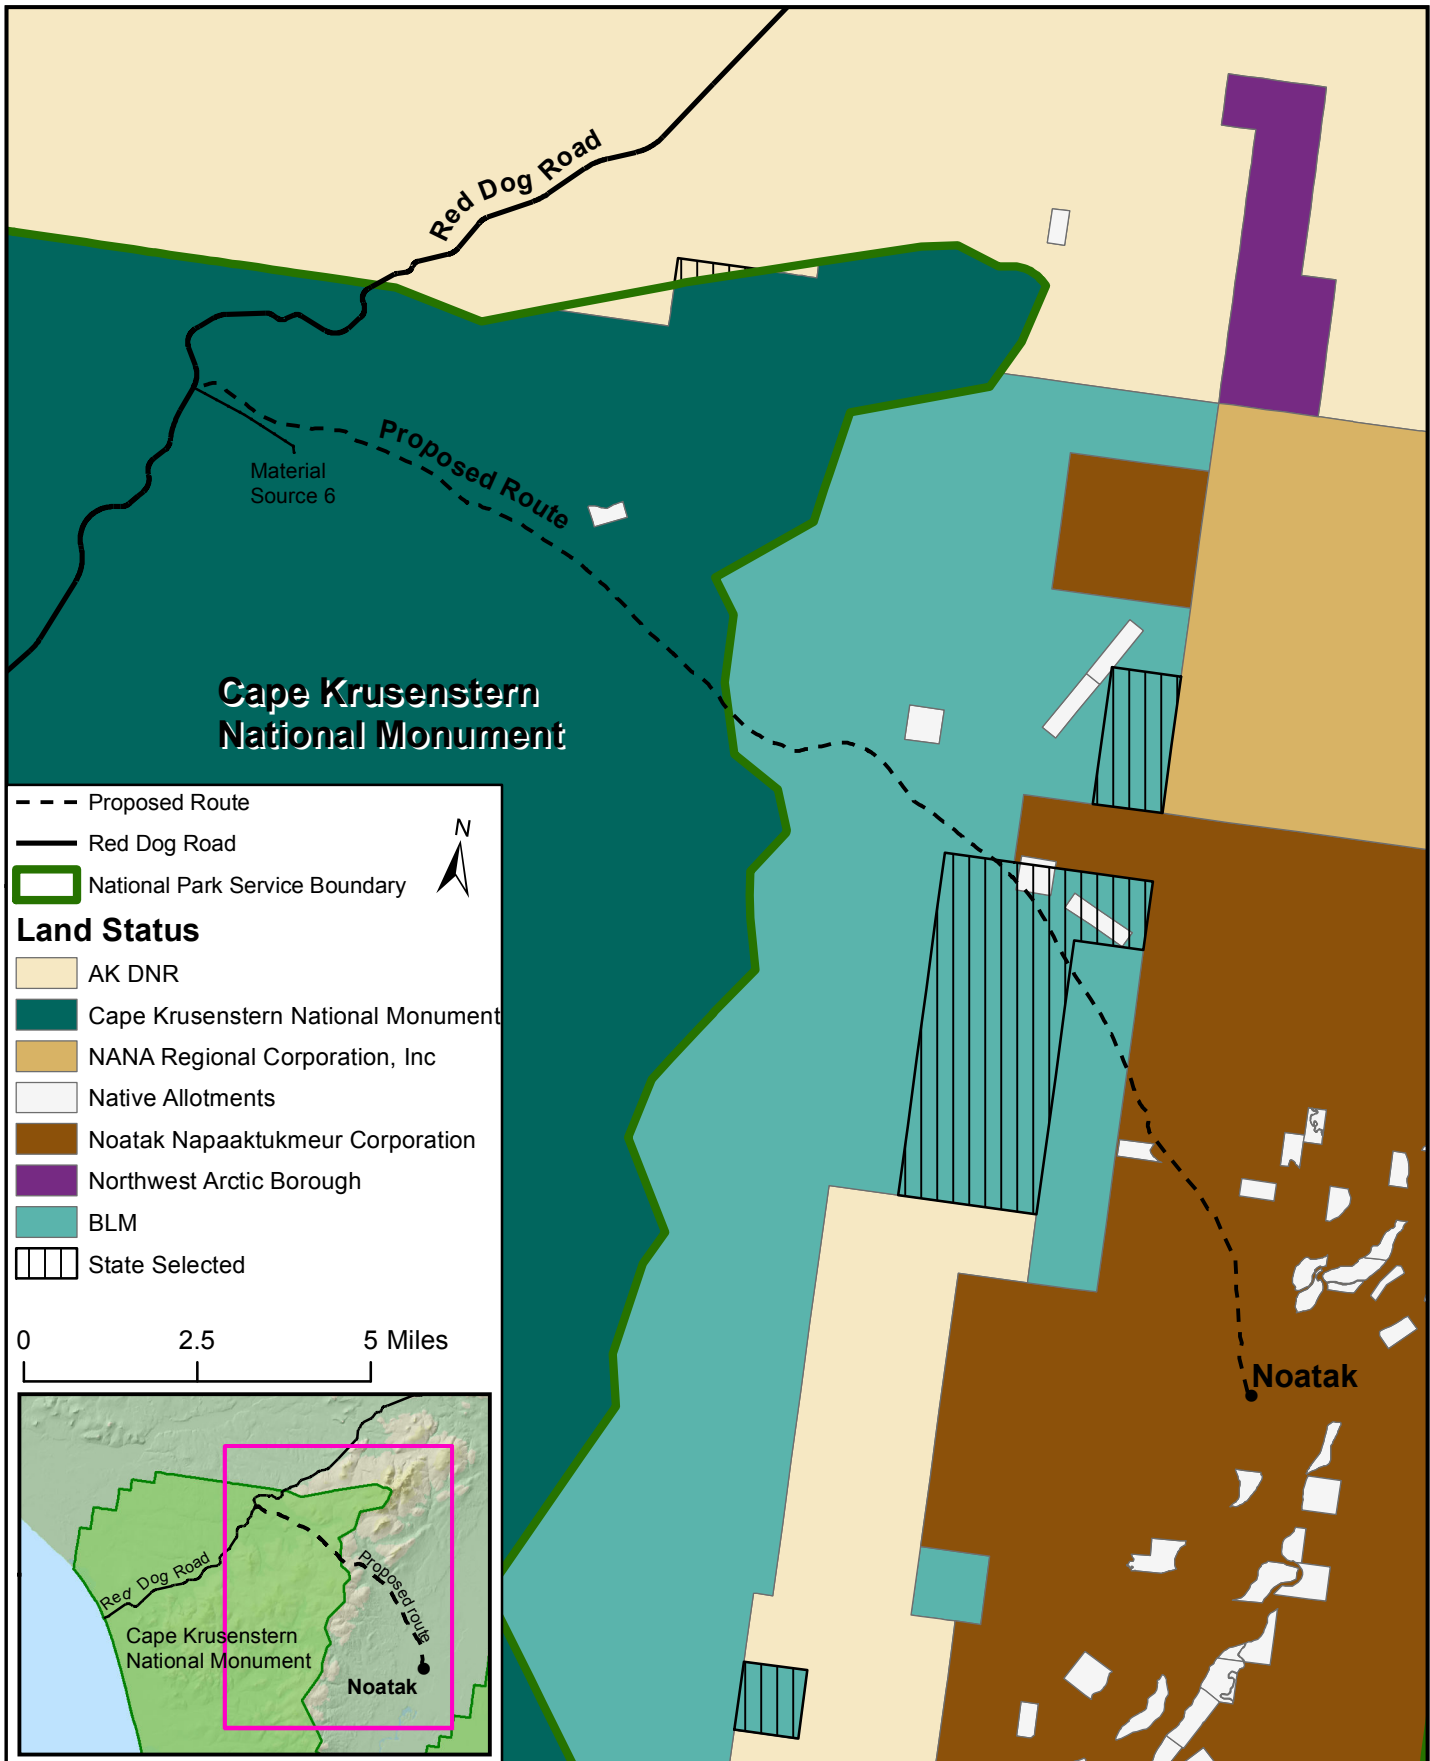 Red Dog Road
Proposed Route
Material
Source 6
Cape Krusenstern
National Monument
Proposed Route
Red Dog Road
National Park Service Boundary
N
Land Status
AK DNR
Cape Krusenstern National Monument
NANA Regional Corporation, Inc
Native Allotments
Noatak Napaaktukmeur Corporation
Northwest Arctic Borough
BLM
State Selected
0 2.5 5 Miles
Noatak
Red Dog Road
Proposed route
Cape Krusenstern
National Monument
Noatak